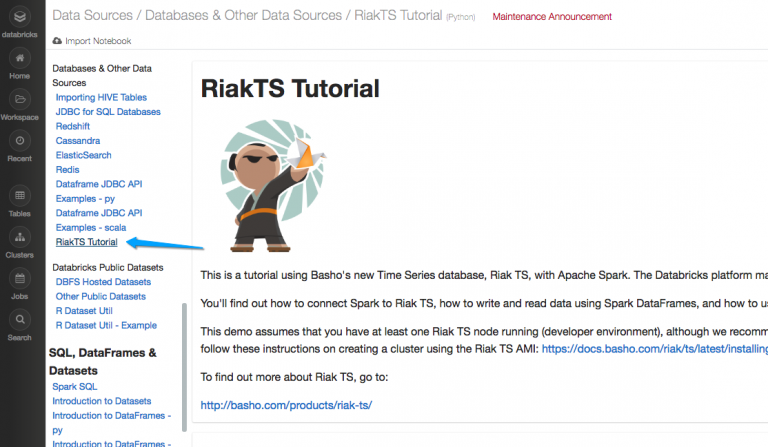 Data Sources / Databases & Other Data Sources / RiakTS Tutorial (Python) Maintenance Announcement
Import Notebook
databricks
Home
Workspace
Recent
Tables
Clusters
Jobs
Search
Databases & Other Data
Sources
Importing HIVE Tables
JDBC for SQL Databases
Redshift
Cassandra
ElasticSearch
Redis
Dataframe JDBC API
Examples - py
Dataframe JDBC API
Examples - scala
RiakTS Tutorial
Databricks Public Datasets
DBFS Hosted Datasets
Other Public Datasets
R Dataset Util
R Dataset Util - Example
SQL, DataFrames &
Datasets
Spark SQL
Introduction to Datasets
Introduction to DataFrames -
py
Introduction to DataFrames -
RiakTS Tutorial
This is a tutorial using Basho's new Time Series database, Riak TS, with Apache Spark. The Databricks platform ma
You'll find out how to connect Spark to Riak TS, how to write and read data using Spark DataFrames, and how to us
This demo assumes that you have at least one Riak TS node running (developer environment), although we recomm
follow these instructions on creating a cluster using the Riak TS AMI: https://docs.basho.com/riak/ts/latest/installing
To find out more about Riak TS, go to:
http://basho.com/products/riak-ts/